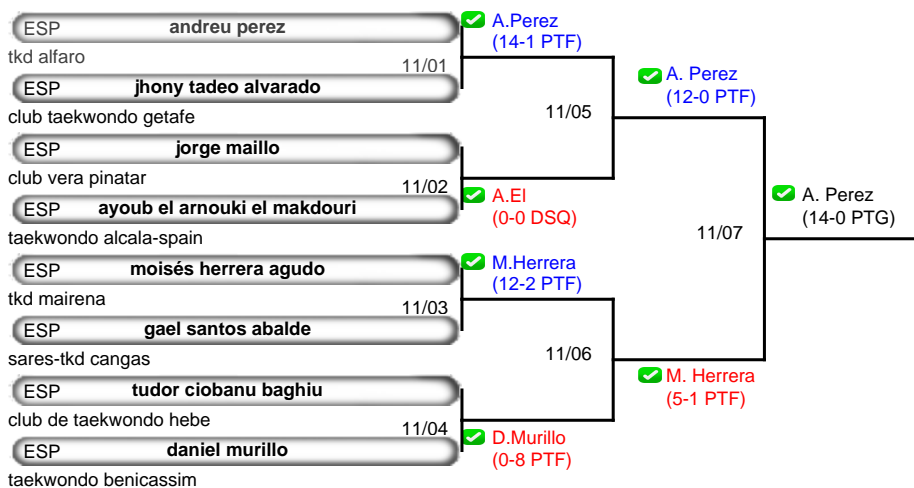 ESP andreu perez
tkd alfaro
11/01
ESP jhony tadeo alvarado
club taekwondo getafe
ESP jorge maillo
club vera pinatar
11/02
ESP ayoub el arnouki el makdouri
taekwondo alcala-spain
ESP moisés herrera agudo
tkd mairena
11/03
ESP gael santos abalde
sares-tkd cangas
ESP tudor ciobanu baghiu
club de taekwondo hebe
11/04
ESP daniel murillo
taekwondo benicassim
A.Perez
(14-1 PTF)
11/05
A.El
(0-0 DSQ)
M.Herrera
(12-2 PTF)
11/06
D.Murillo
(0-8 PTF)
A. Perez
(12-0 PTF)
11/07
M. Herrera
(5-1 PTF)
A. Perez
(14-0 PTG)